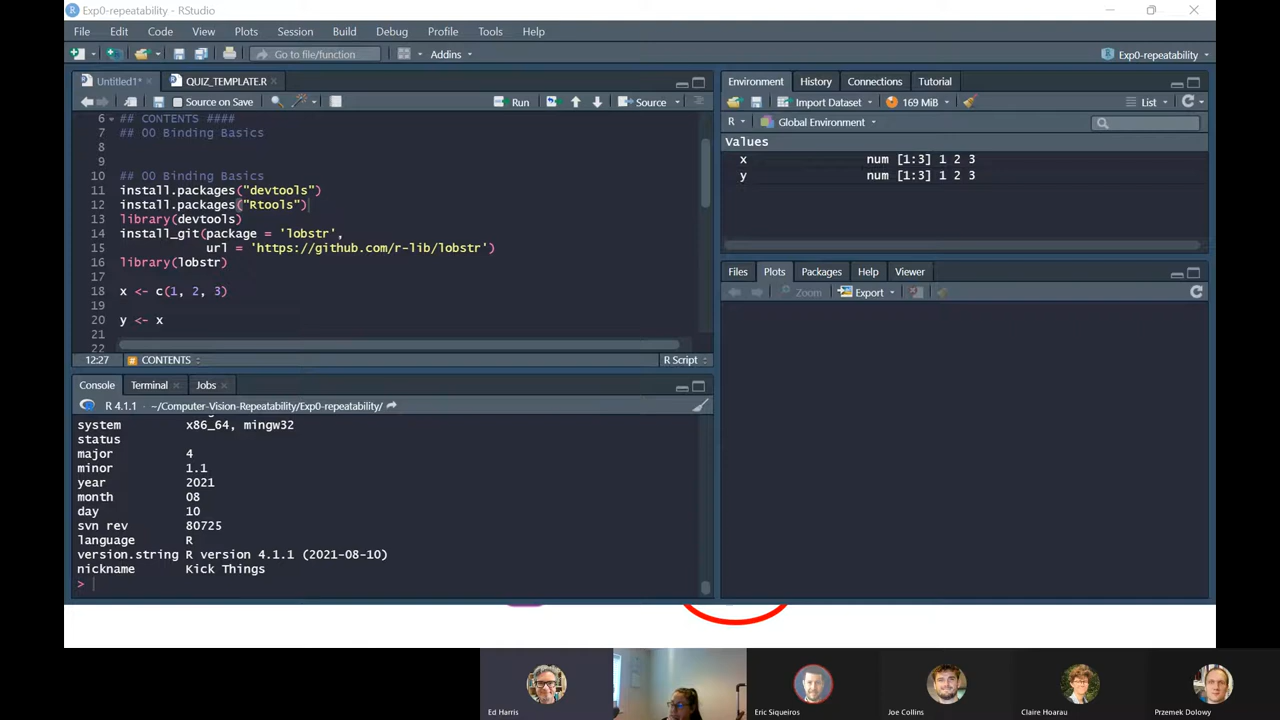 Exp0-repeatability - RStudio
File Edit Code View Plots Session Build Debug Profile Tools Help
Go to file/function Addins Exp0-repeatability
Untitled1* QUIZ_TEMPLATE.R
Source on Save Run Source
6 ## CONTENTS ####
7 ## 00 Binding Basics
8
9
10 ## 00 Binding Basics
11 install.packages("devtools")
12 install.packages("Rtools")
13 library(devtools)
14 install_git(package = 'lobstr',
15 url = 'https://github.com/r-lib/lobstr')
16 library(lobstr)
17
18 x <- c(1, 2, 3)
19
20 y <- x
21
22
12:27 # CONTENTS R Script
Console Terminal Jobs
R 4.1.1 · ~/Computer-Vision-Repeatability/Exp0-repeatability/
system x86_64, mingw32
status
major 4
minor 1.1
year 2021
month 08
day 10
svn rev 80725
language R
version.string R version 4.1.1 (2021-08-10)
nickname Kick Things
>
Environment History Connections Tutorial
Import Dataset 169 MiB List
R Global Environment
Values
x num [1:3] 1 2 3
y num [1:3] 1 2 3
Files Plots Packages Help Viewer
Zoom Export
Ed Harris
Eric Siqueiros
Joe Collins
Claire Hoarau
Przemek Dolowy